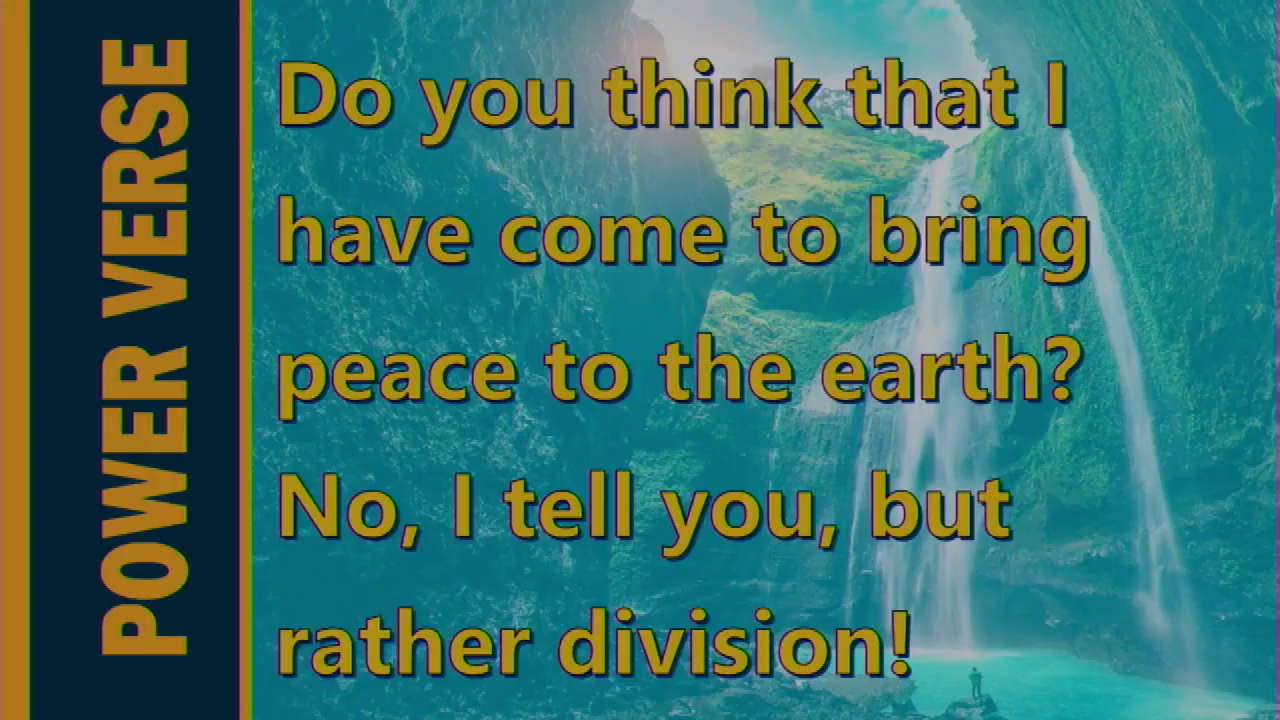 POWER VERSE
Do you think that I
have come to bring
peace to the earth?
No, I tell you, but
rather division!